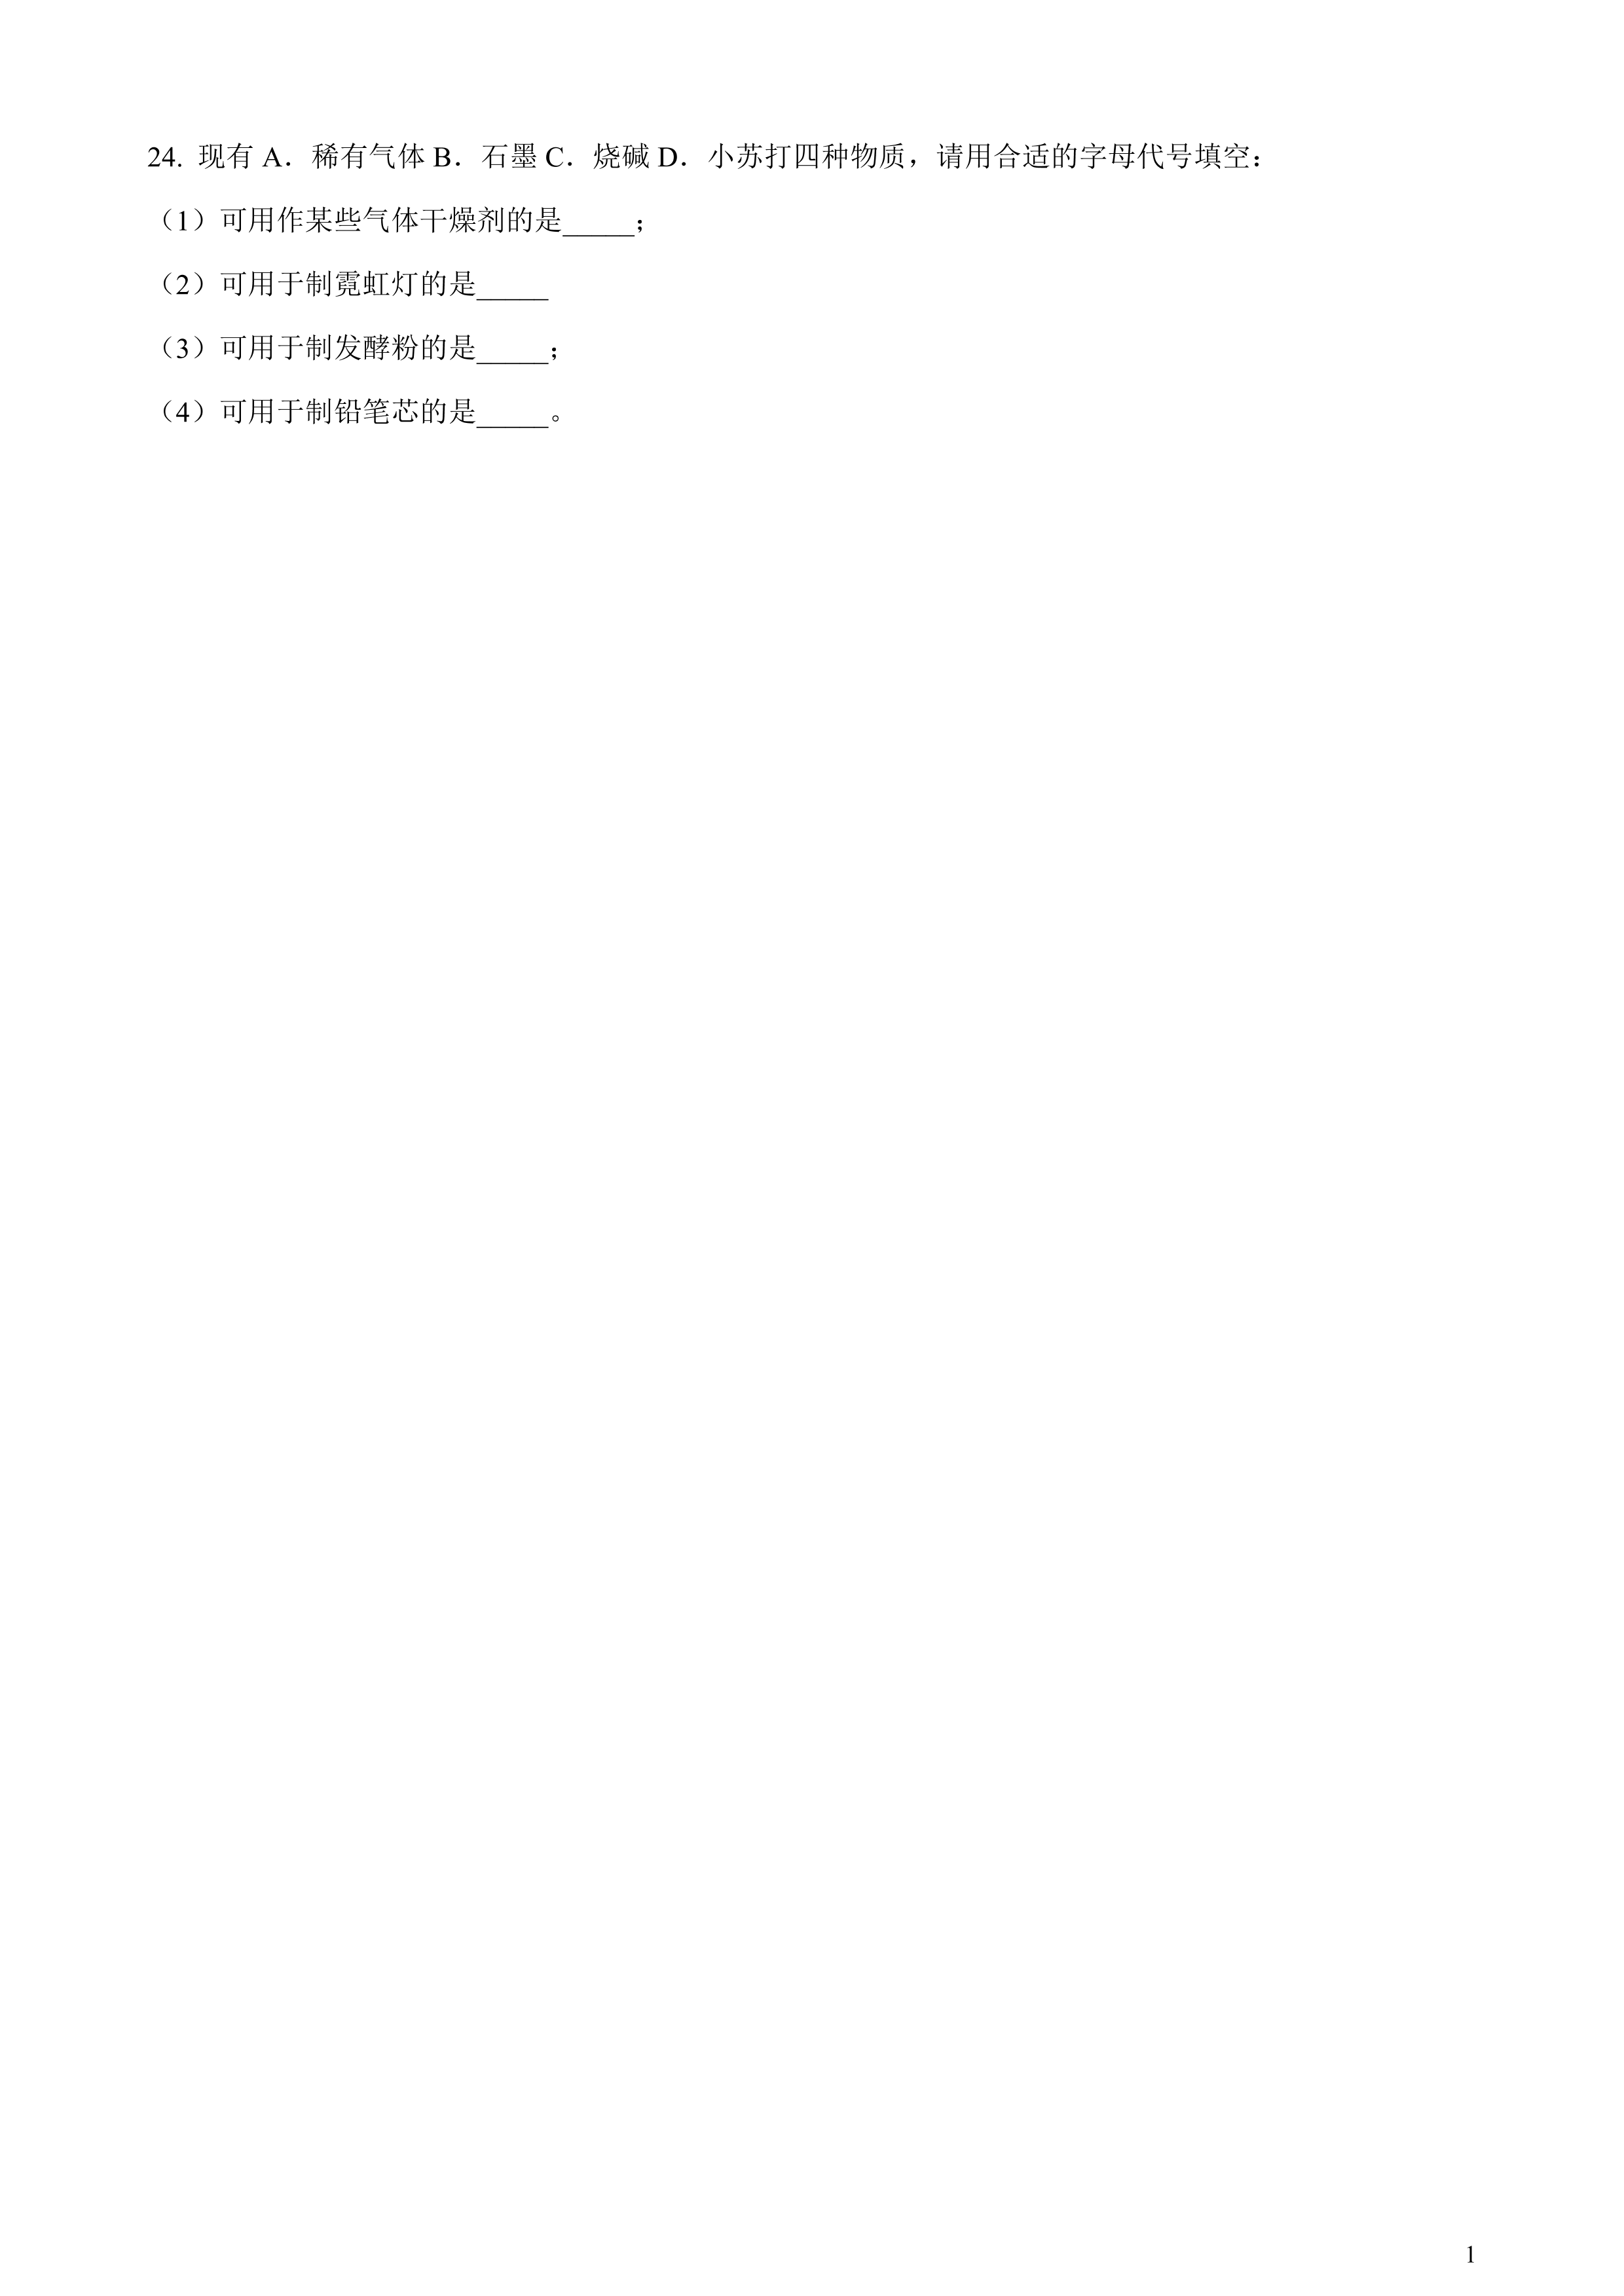 24. 现有 A．稀有气体 B．石墨 C．烧碱 D．小苏打四种物质，请用合适的字母代号填空：
（1）可用作某些气体干燥剂的是_____；
（2）可用于制霓虹灯的是_____
（3）可用于制发酵粉的是_____；
（4）可用于制铅笔芯的是_____。
1